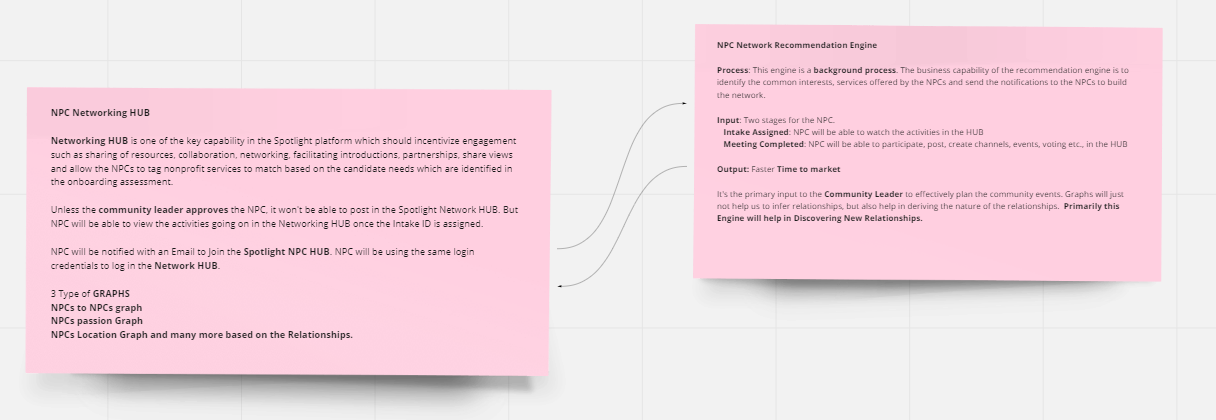 NPC Networking HUB
Networking HUB is one of the key capability in the Spotlight platform which should incentivize engagement
such as sharing of resources, collaboration, networking, facilitating introductions, partnerships, share views
and allow the NPCs to tag nonprofit services to match based on the candidate needs which are identified in
the onboarding assessment.
Unless the community leader approves the NPC, it won't be able to post in the Spotlight Network HUB. But
NPC will be able to view the activities going on in the Networking HUB once the Intake ID is assigned.
NPC will be notified with an Email to Join the Spotlight NPC HUB. NPC will be using the same login
credentials to log in the Network HUB.
3 Type of GRAPHS
NPCs to NPCs graph
NPCs passion Graph
NPCs Location Graph and many more based on the Relationships.
NPC Network Recommendation Engine
Process: This engine is a background process. The business capability of the recommendation engine is to
identify the common interests, services offered by the NPCs and send the notifications to the NPCs to build
the network.
Input: Two stages for the NPC.
Intake Assigned: NPC will be able to watch the activities in the HUB
Meeting Completed: NPC will be able to participate, post, create channels, events, voting etc., in the HUB
Output: Faster Time to market
It's the primary input to the Community Leader to effectively plan the community events. Graphs will just
not help us to infer relationships, but also help in deriving the nature of the relationships. Primarily this
Engine will help in Discovering New Relationships.